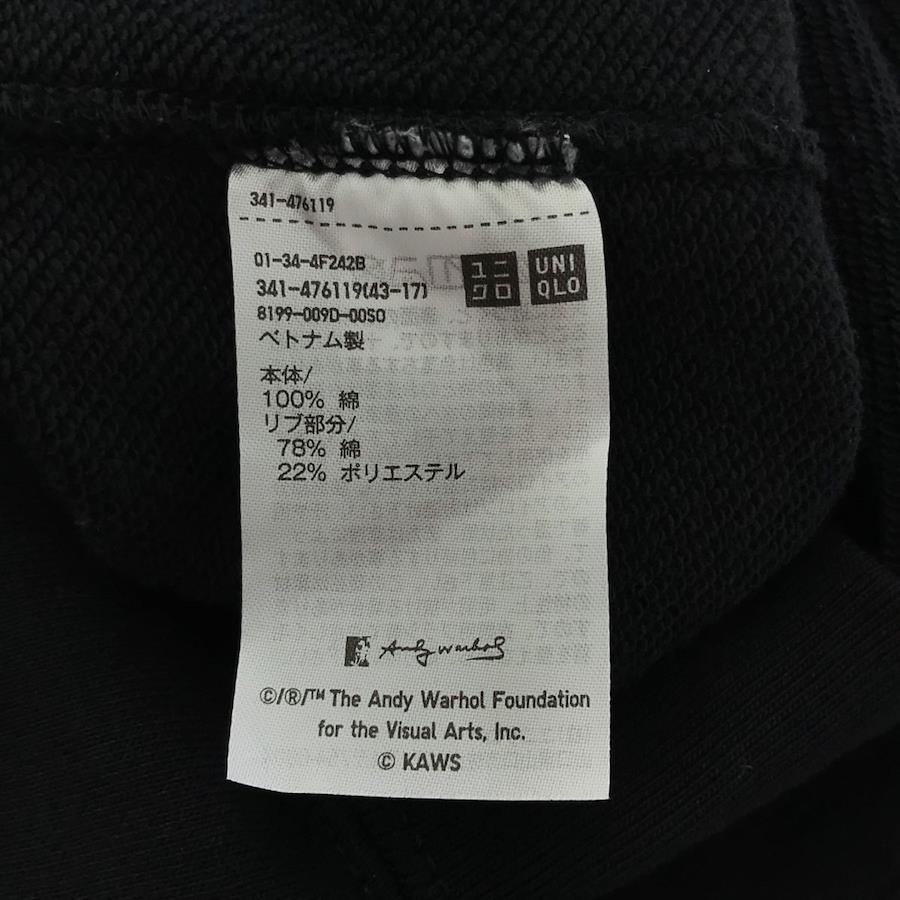 341-476119
01-34-4F242B
341-476119(43-17)
8199-009D-00SO
ベトナム製
ユニ
クロ
UNI
QLO
本体/
100% 綿
リブ部分/
78% 綿
22% ポリエステル
Andy Warhol
©/®/™ The Andy Warhol Foundation
for the Visual Arts, Inc.
© KAWS